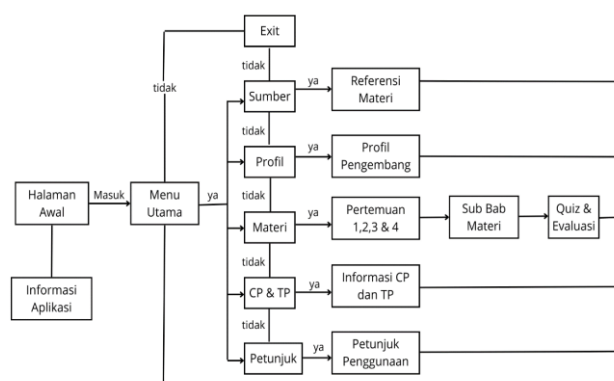 Exit
tidak
tidak
Sumber
ya
Referensi
Materi
tidak
Profil
ya
Profil
Pengembang
Halaman
Awal
Masuk
Menu
Utama
ya
tidak
Materi
ya
Pertemuan
1,2,3 & 4
Sub Bab
Materi
Quiz &
Evaluasi
Informasi
Aplikasi
tidak
CP & TP
ya
Informasi CP
dan TP
tidak
Petunjuk
ya
Petunjuk
Penggunaan